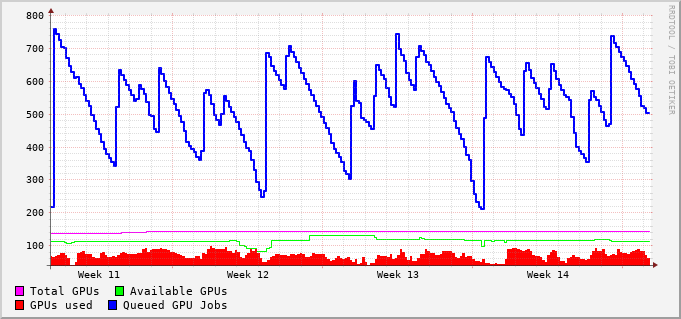 800
700
600
500
400
300
200
100
Week 11 Week 12 Week 13 Week 14
Total GPUs Available GPUs
GPUs used Queued GPU Jobs
RRDTOOL / TOBI OETIKER